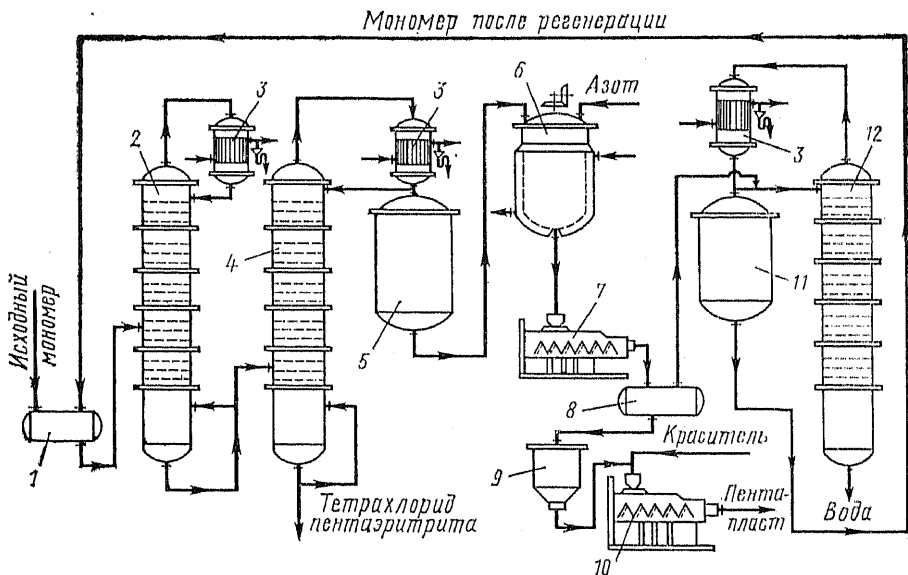 Мономер после регенерации
Исходный
мономер
1
2
3
4
3
5
6
Азот
7
8
9
Краситель
10
Пента-
пласт
3
11
12
Вода
Тетрахлорид
пентаэритрита